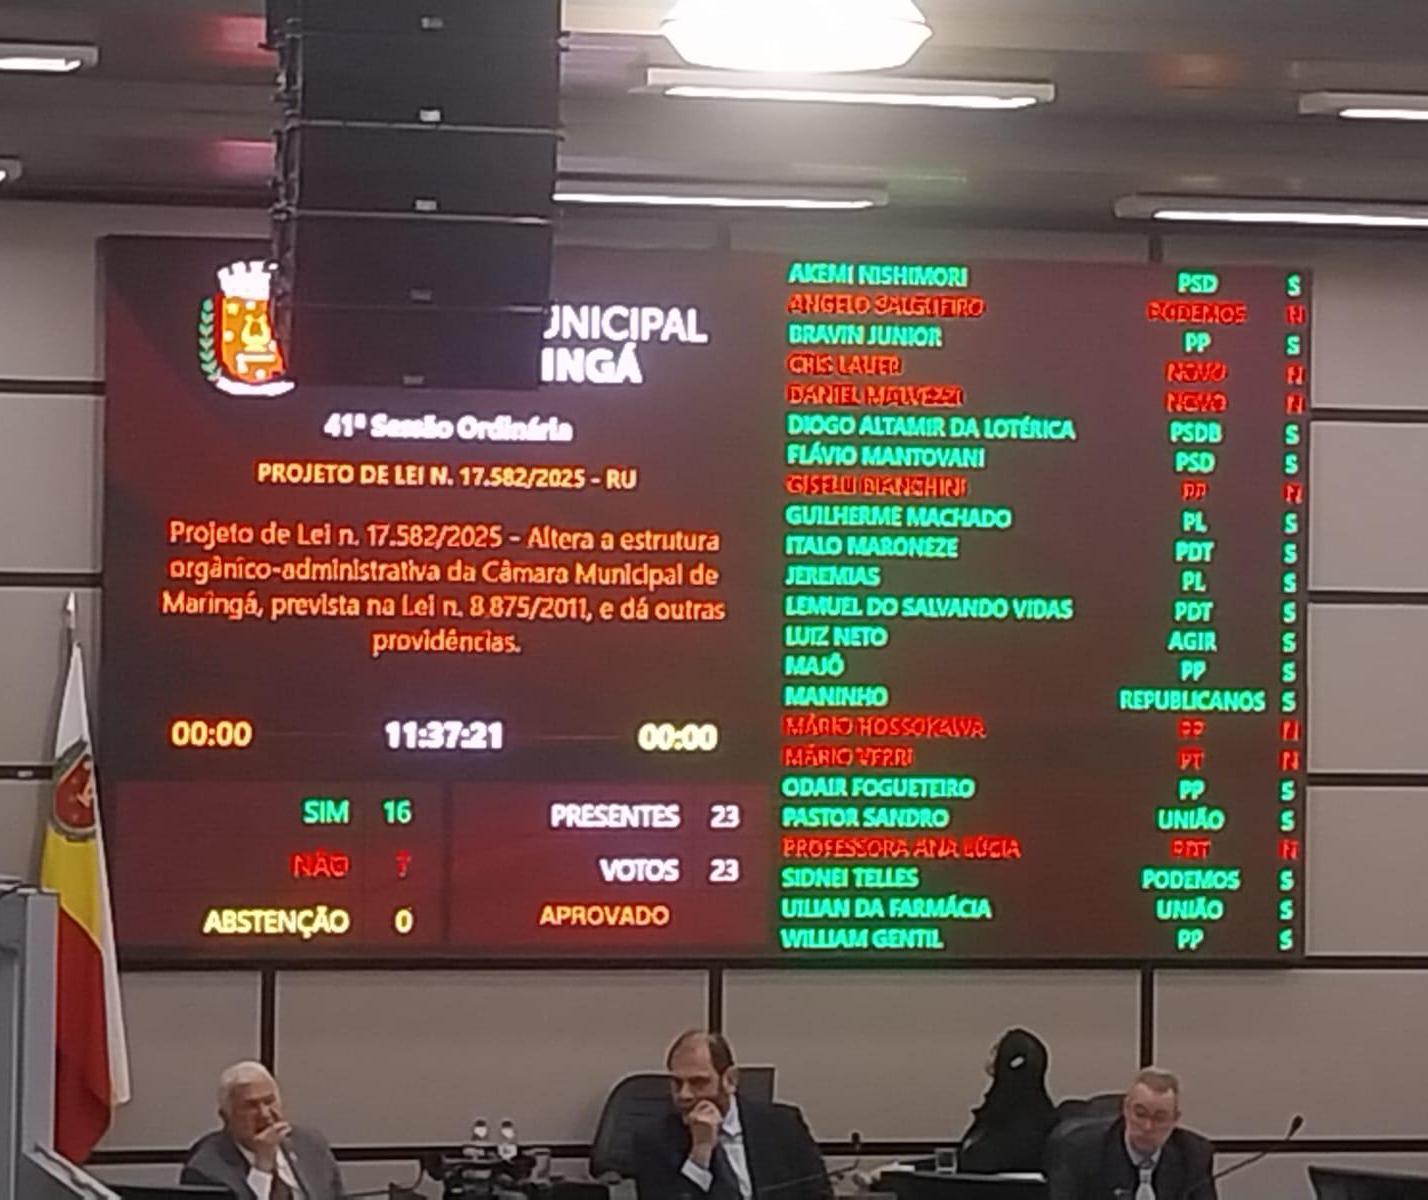 UNICIPAL
INGÁ
41ª Sessão Ordinária
PROJETO DE LEI N. 17.582/2025 - RU
Projeto de Lei n. 17.582/2025 - Altera a estrutura
orgânico-administrativa da Câmara Municipal de
Maringá, prevista na Lei n. 8.875/2011, e dá outras
providências.
00:00 11:37:21 00:00
SIM 16
NÃO 7
ABSTENÇÃO 0
PRESENTES 23
VOTOS 23
APROVADO
AKEMI NISHIMORI PSD S
ANGELO SALGUEIRO PODEMOS N
BRAVIN JUNIOR PP S
CRIS LAUER NOVO N
DANIEL MALVEZZI NOVO N
DIOGO ALTAMIR DA LOTÉRICA PSDB S
FLÁVIO MANTOVANI PSD S
GISELLI BIANCHINI PP N
GUILHERME MACHADO PL S
ITALO MARONEZE PDT S
JEREMIAS PL S
LEMUEL DO SALVANDO VIDAS PDT S
LUIZ NETO AGIR S
MAJÔ PP S
MANINHO REPUBLICANOS S
MÁRIO HOSSOKAWA PP N
MÁRIO VERRI PT N
ODAIR FOGUETEIRO PP S
PASTOR SANDRO UNIÃO S
PROFESSORA ANA LÚCIA PDT N
SIDNEI TELLES PODEMOS S
UILIAN DA FARMÁCIA UNIÃO S
WILLIAM GENTIL PP S